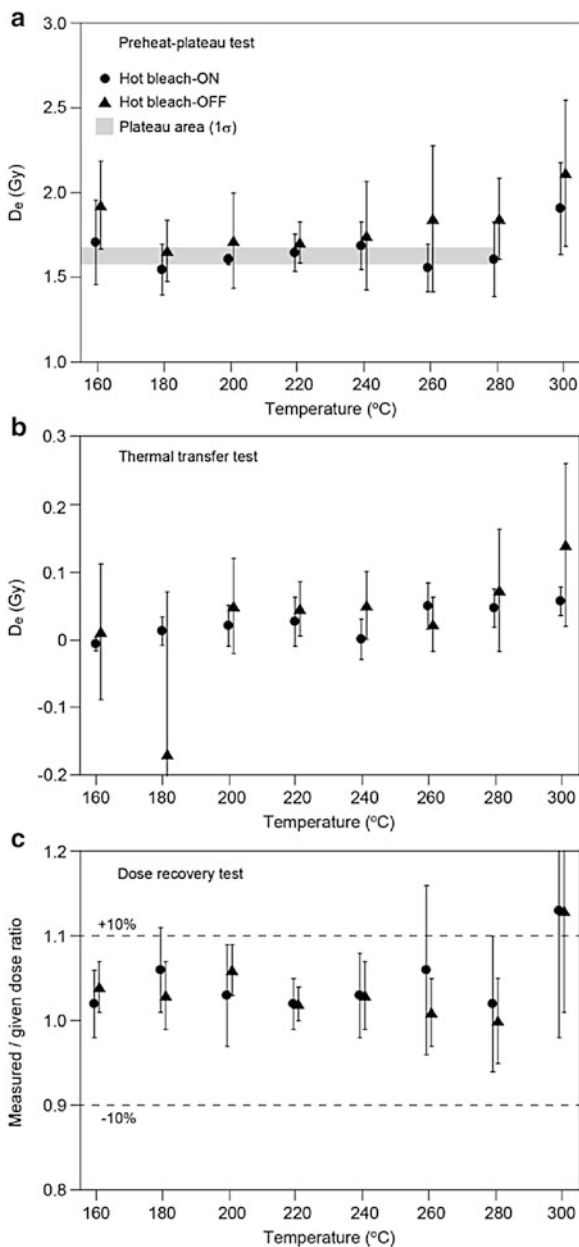 a
3.0
Preheat-plateau test
Hot bleach-ON
Hot bleach-OFF
Plateau area (1σ)
2.5
2.0
1.5
1.0
Dₑ (Gy)
160 180 200 220 240 260 280 300
Temperature (°C)
b
0.3
Thermal transfer test
0.2
0.1
0
-0.1
-0.2
Dₑ (Gy)
160 180 200 220 240 260 280 300
Temperature (°C)
c
1.2
Dose recovery test
+10%
1.1
1.0
0.9
-10%
0.8
Measured / given dose ratio
160 180 200 220 240 260 280 300
Temperature (°C)